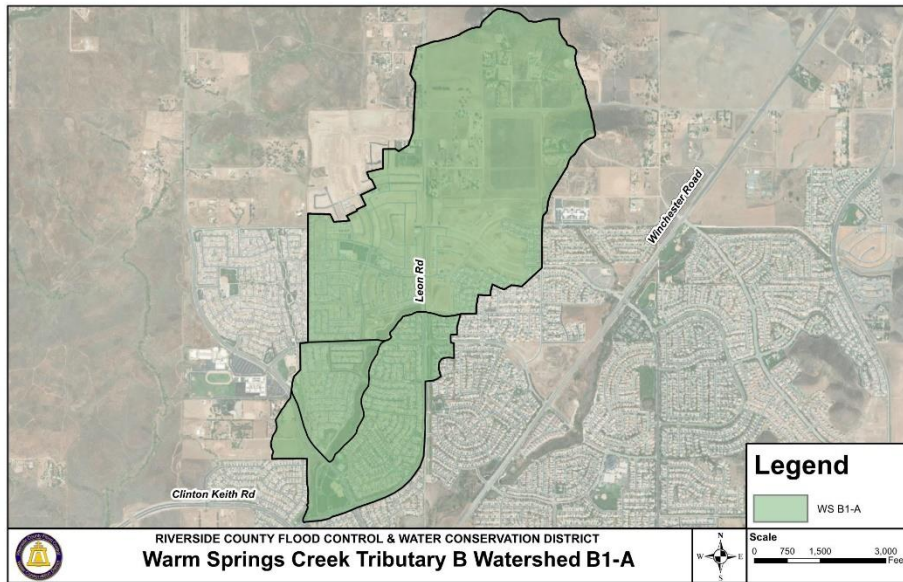 Winchester Road
Leon Rd
Clinton Keith Rd
Legend
WS B1-A
RIVERSIDE COUNTY FLOOD CONTROL & WATER CONSERVATION DISTRICT
Warm Springs Creek Tributary B Watershed B1-A
N
W E
S
Scale
0 750 1,500 3,000
Feet